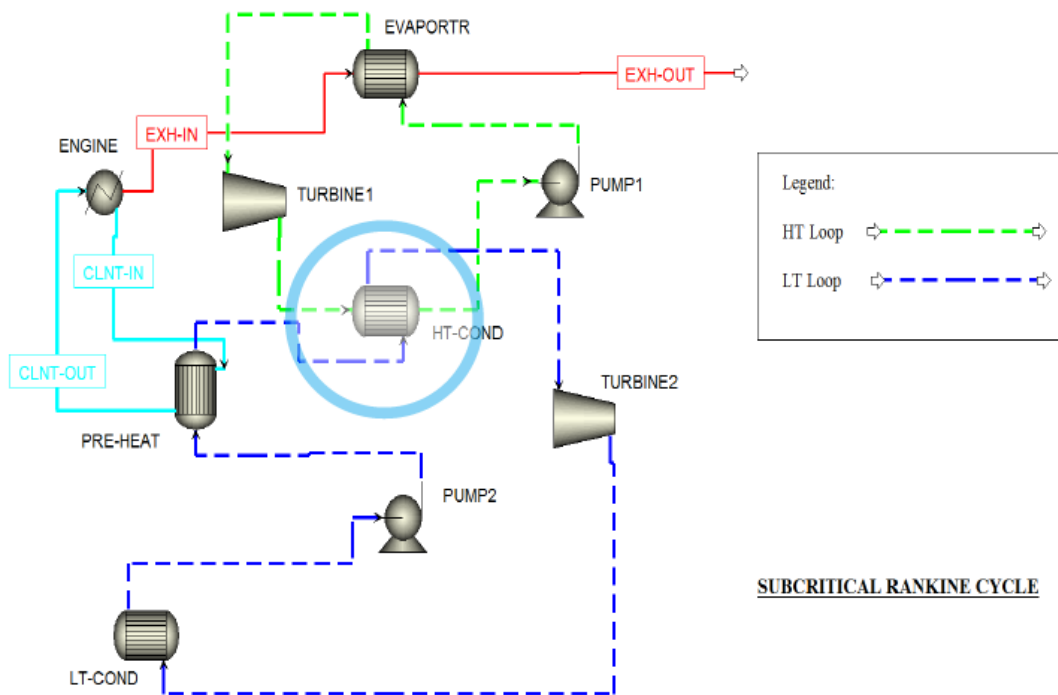 EVAPORTR
EXH-OUT
EXH-IN
ENGINE
PUMP1
TURBINE1
Legend:
HT Loop
LT Loop
CLNT-IN
HT-COND
CLNT-OUT
TURBINE2
PRE-HEAT
PUMP2
SUBCRITICAL RANKINE CYCLE
LT-COND